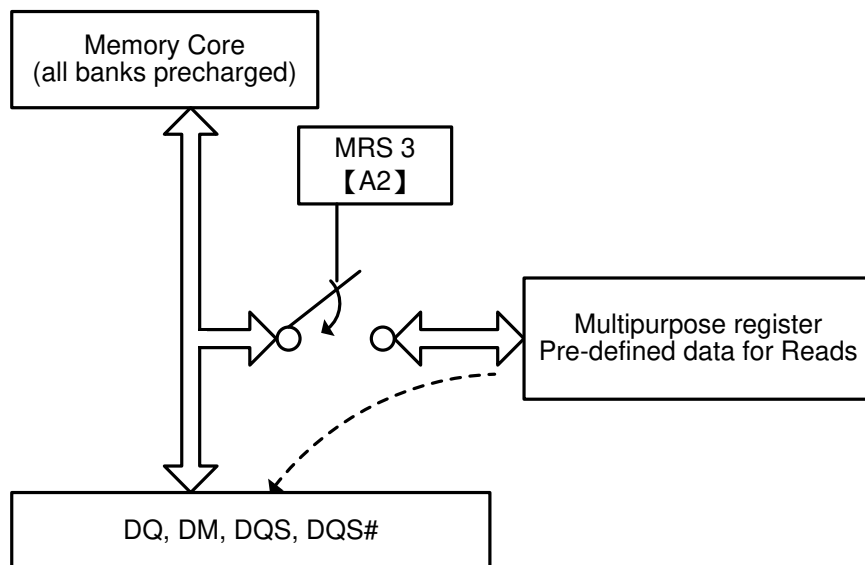 Memory Core
(all banks precharged)
MRS 3
【A2】
Multipurpose register
Pre-defined data for Reads
DQ, DM, DQS, DQS#